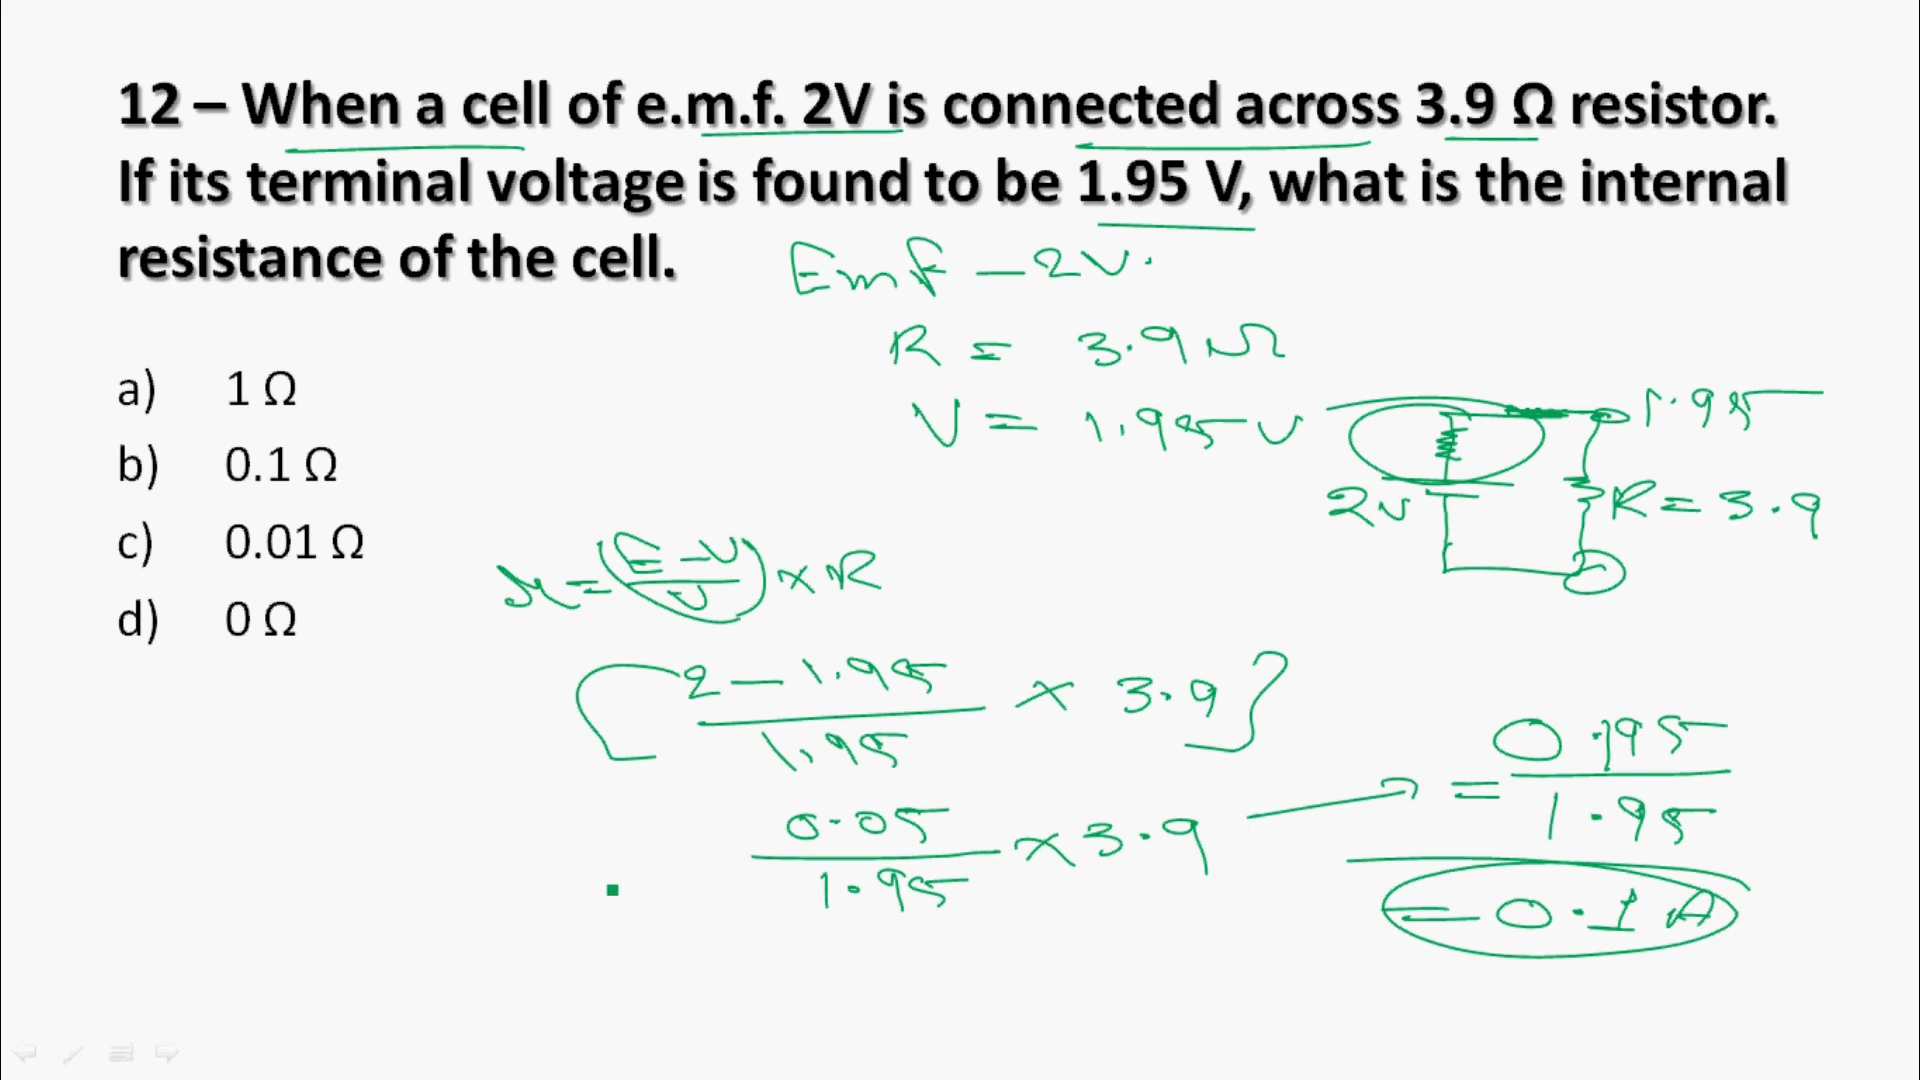 12 – When a cell of e.m.f. 2V is connected across 3.9 Ω resistor.
If its terminal voltage is found to be 1.95 V, what is the internal
resistance of the cell.
Emf – 2V.
R = 3.9 Ω
V = 1.95 V
1.95
2V
R = 3.9
a) 1 Ω
b) 0.1 Ω
c) 0.01 Ω
d) 0 Ω
r = (E – V / V) × R
[2 – 1.95 / 1.95 × 3.9]
0.05 / 1.95 × 3.9 → = 0.195 / 1.95
= 0.1 A